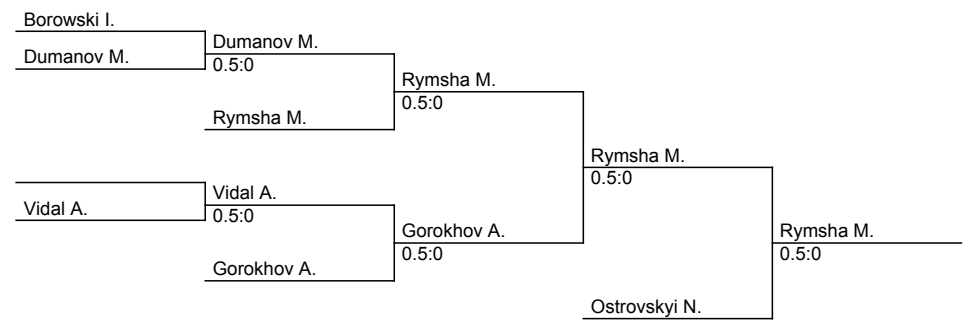 Borowski I.
Dumanov M.
Dumanov M.
0.5:0
Rymsha M.
0.5:0
Rymsha M.
Rymsha M.
0.5:0
Vidal A.
Vidal A.
0.5:0
Gorokhov A.
0.5:0
Rymsha M.
0.5:0
Gorokhov A.
Ostrovskyi N.